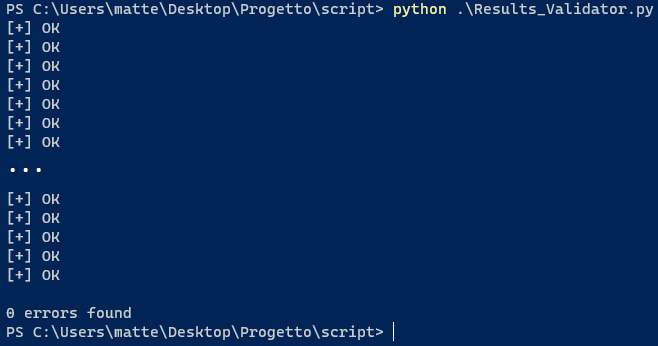 PS C:\Users\matte\Desktop\Progetto\script> python .\Results_Validator.py
[+] OK
[+] OK
[+] OK
[+] OK
[+] OK
[+] OK
[+] OK
...
[+] OK
[+] OK
[+] OK
[+] OK
[+] OK
0 errors found
PS C:\Users\matte\Desktop\Progetto\script>